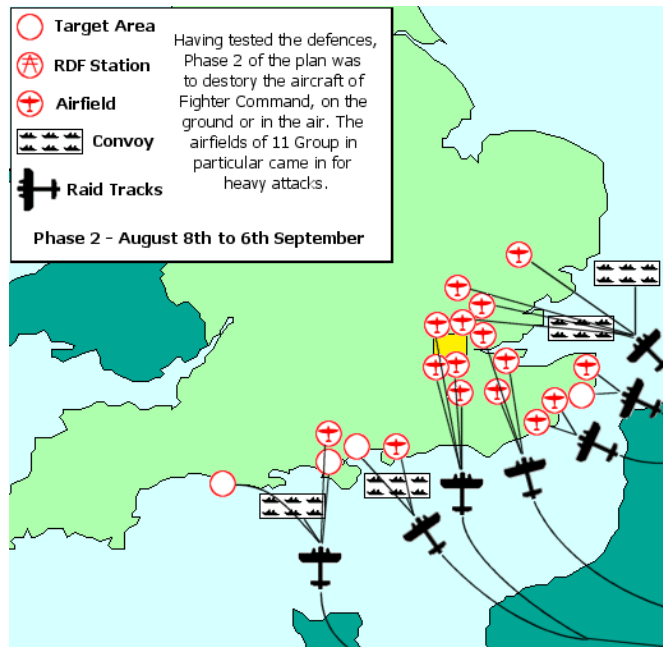 Target Area
RDF Station
Airfield
Convoy
Raid Tracks
Having tested the defences,
Phase 2 of the plan was
to destory the aircraft of
Fighter Command, on the
ground or in the air. The
airfields of 11 Group in
particular came in for
heavy attacks.
Phase 2 - August 8th to 6th September